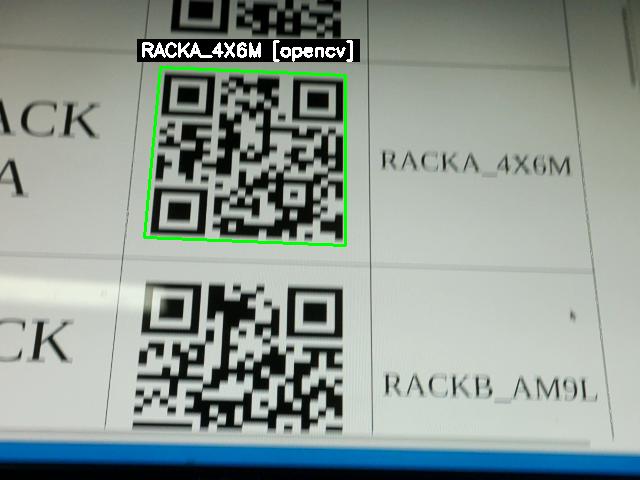 RACKA_4X6M [opencv]
ACK
A
RACKA_4X6M
CK
RACKB_AM9L